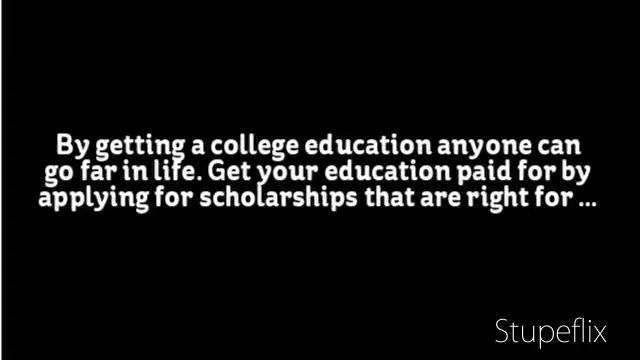 By getting a college education anyone can
go far in life. Get your education paid for by
applying for scholarships that are right for ...
Stupeflix